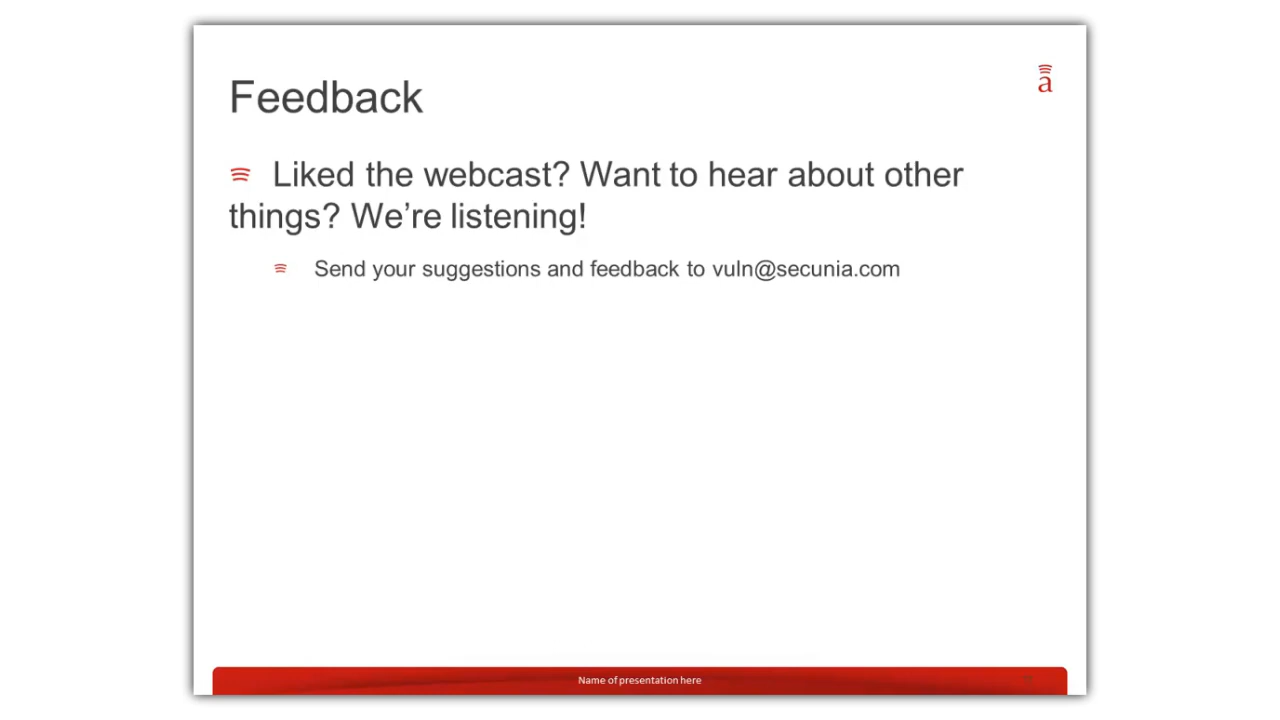 Feedback
a
Liked the webcast? Want to hear about other
things? We’re listening!
Send your suggestions and feedback to vuln@secunia.com
Name of presentation here